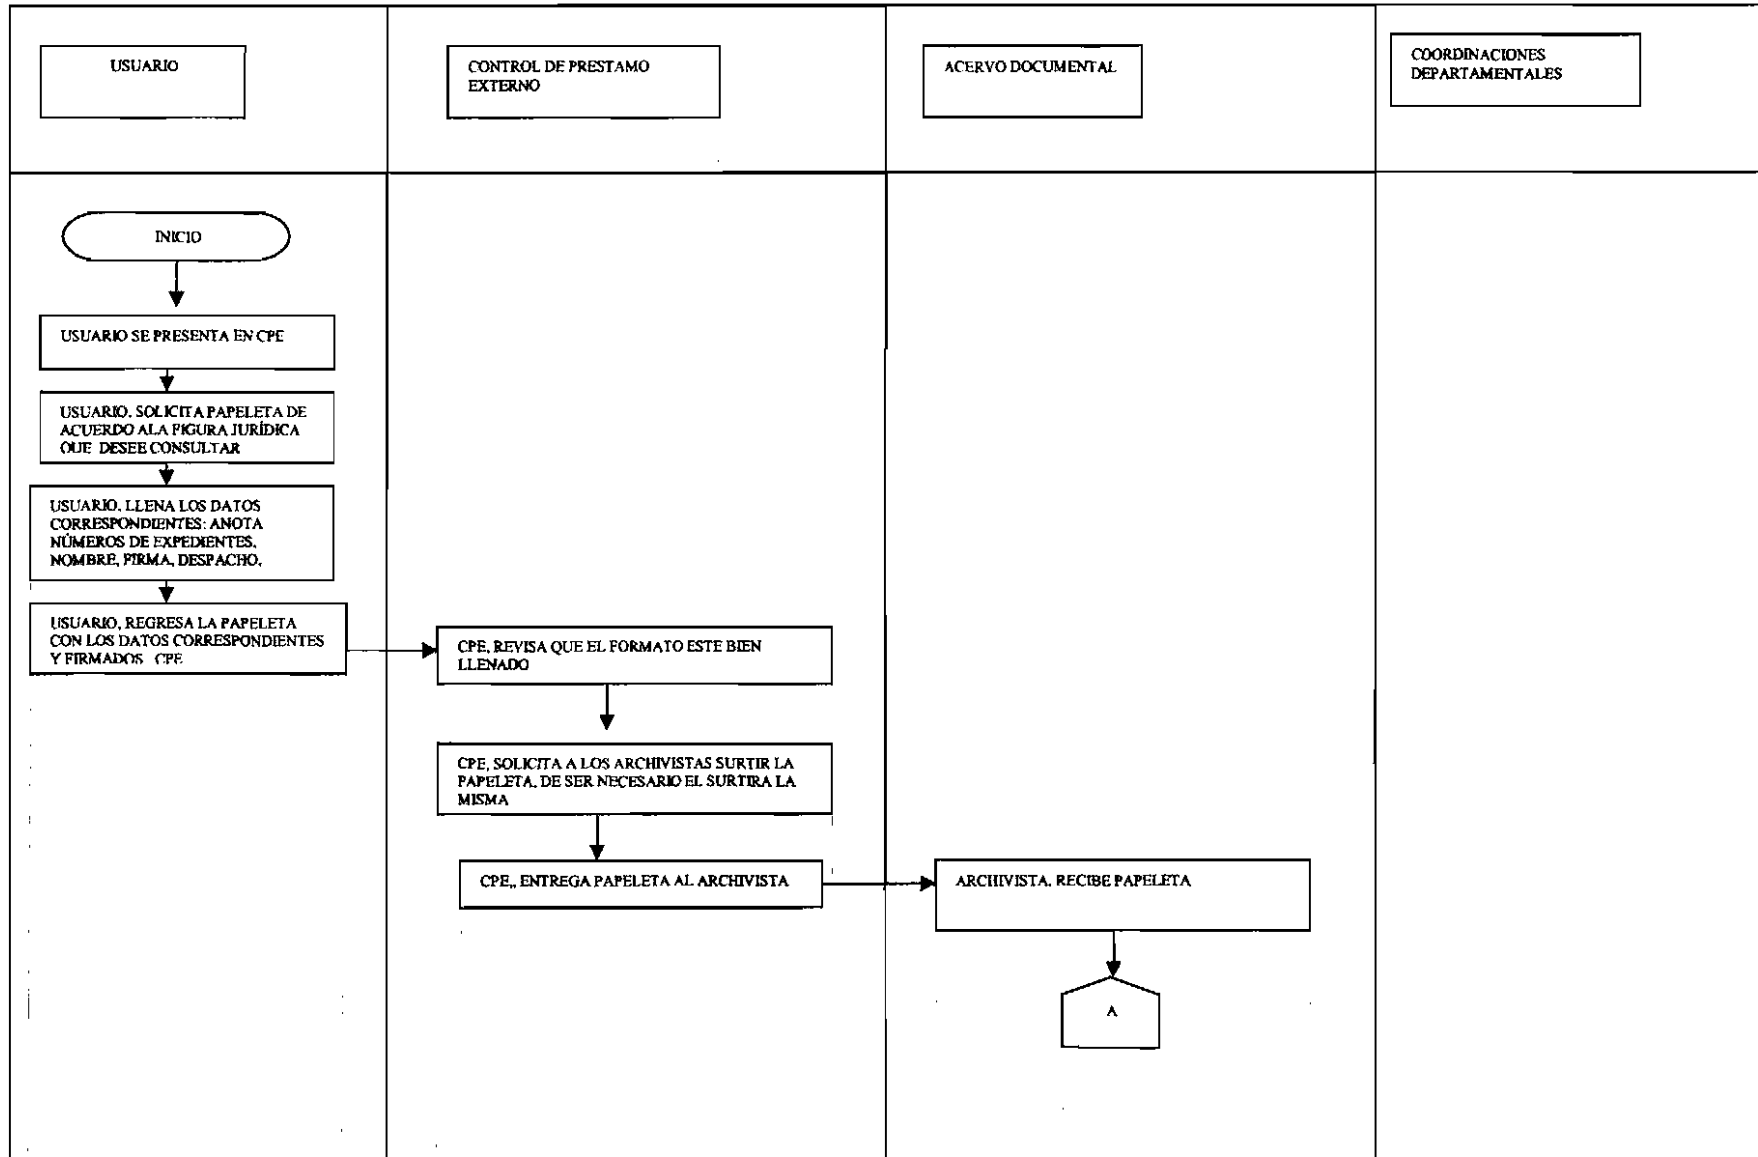 USUARIO
CONTROL DE PRESTAMO
EXTERNO
ACERVO DOCUMENTAL
COORDINACIONES
DEPARTAMENTALES
INICIO
USUARIO SE PRESENTA EN CPE
USUARIO, SOLICITA PAPELETA DE
ACUERDO ALA FIGURA JURÍDICA
QUE DESEE CONSULTAR
USUARIO, LLENA LOS DATOS
CORRESPONDIENTES: ANOTA
NÚMEROS DE EXPEDIENTES,
NOMBRE, FIRMA, DESPACHO,
USUARIO, REGRESA LA PAPELETA
CON LOS DATOS CORRESPONDIENTES
Y FIRMADOS CPE
CPE, REVISA QUE EL FORMATO ESTE BIEN
LLENADO
CPE, SOLICITA A LOS ARCHIVISTAS SURTIR LA
PAPELETA, DE SER NECESARIO EL SURTIRA LA
MISMA
CPE,, ENTREGA PAPELETA AL ARCHIVISTA
ARCHIVISTA, RECIBE PAPELETA
A